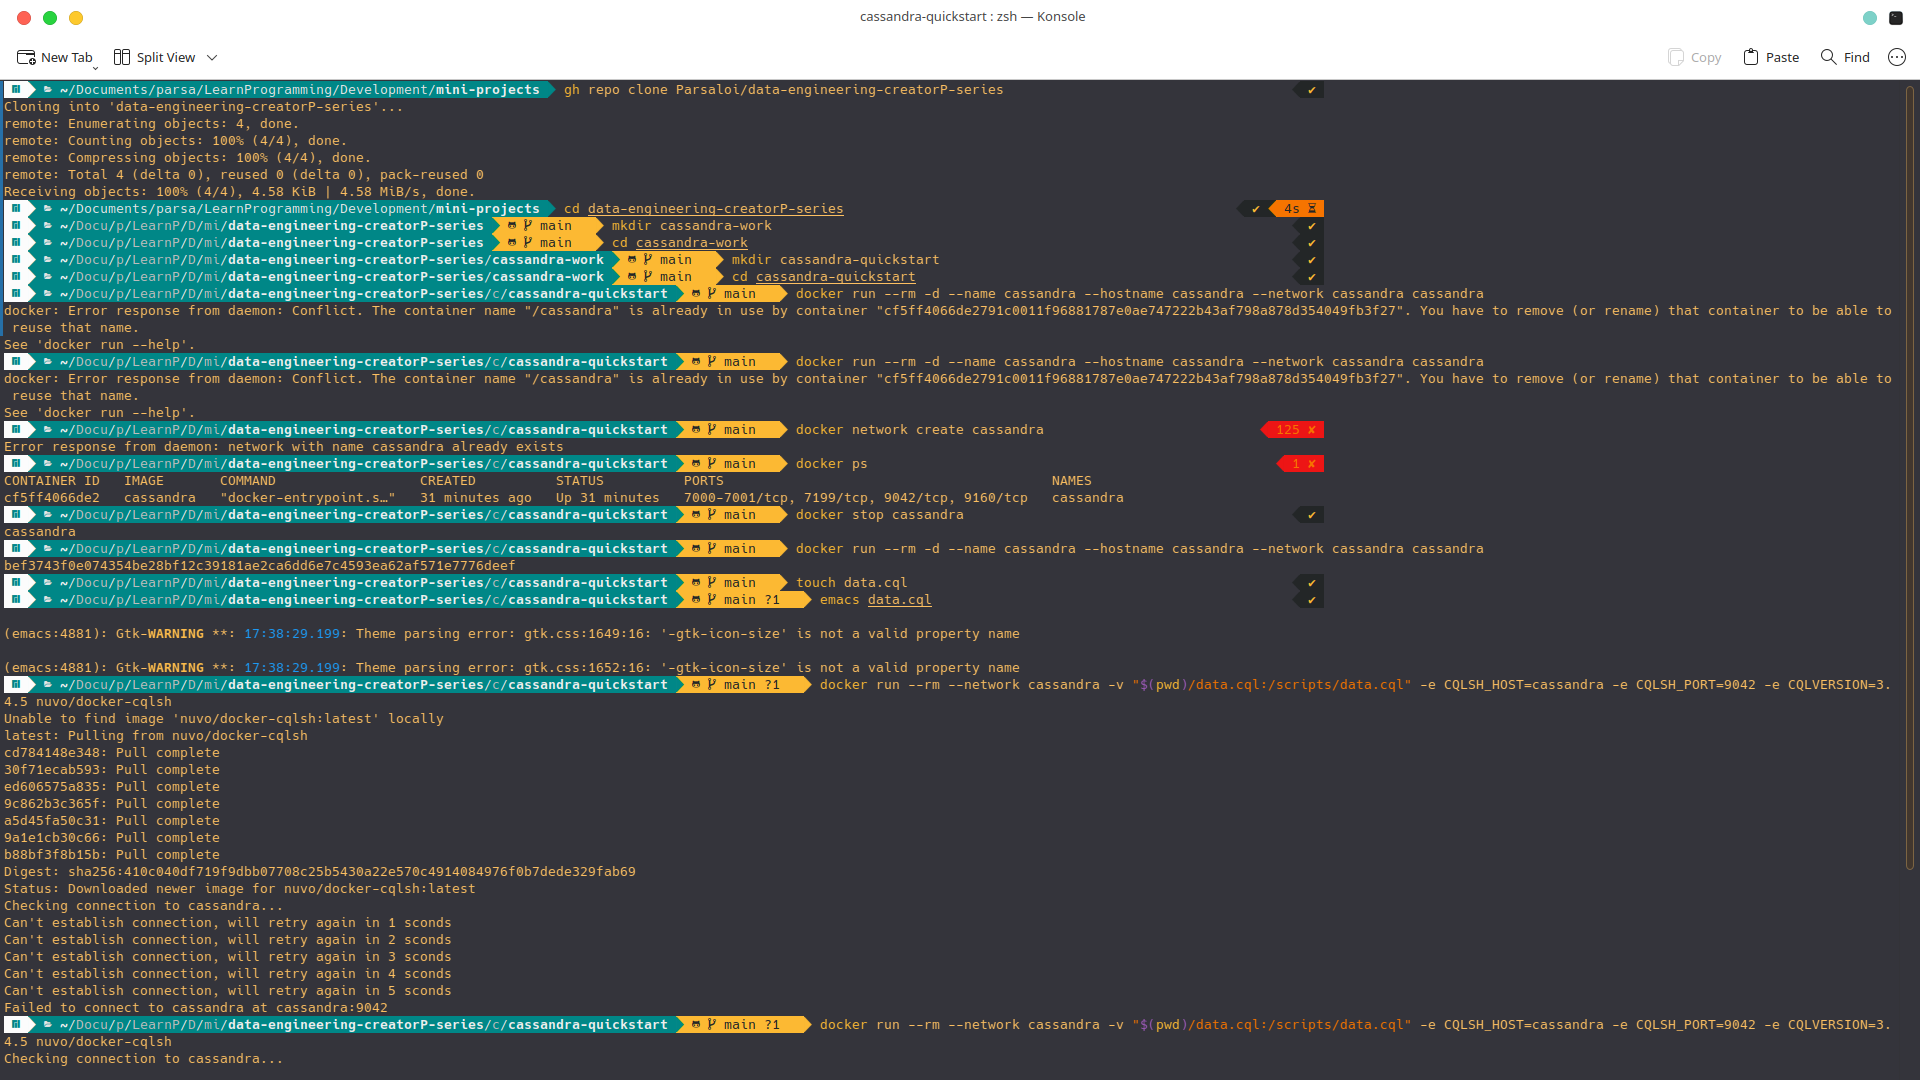 cassandra-quickstart : zsh — Konsole
New Tab Split View Copy Paste Find
~/Documents/parsa/LearnProgramming/Development/mini-projects gh repo clone Parsaloi/data-engineering-creatorP-series ✔
Cloning into 'data-engineering-creatorP-series'...
remote: Enumerating objects: 4, done.
remote: Counting objects: 100% (4/4), done.
remote: Compressing objects: 100% (4/4), done.
remote: Total 4 (delta 0), reused 0 (delta 0), pack-reused 0
Receiving objects: 100% (4/4), 4.58 KiB | 4.58 MiB/s, done.
~/Documents/parsa/LearnProgramming/Development/mini-projects cd data-engineering-creatorP-series ✔ 4s
~/Docu/p/LearnP/D/mi/data-engineering-creatorP-series main mkdir cassandra-work ✔
~/Docu/p/LearnP/D/mi/data-engineering-creatorP-series main cd cassandra-work ✔
~/Docu/p/LearnP/D/mi/data-engineering-creatorP-series/cassandra-work main mkdir cassandra-quickstart ✔
~/Docu/p/LearnP/D/mi/data-engineering-creatorP-series/cassandra-work main cd cassandra-quickstart ✔
~/Docu/p/LearnP/D/mi/data-engineering-creatorP-series/c/cassandra-quickstart main docker run --rm -d --name cassandra --hostname cassandra --network cassandra cassandra
docker: Error response from daemon: Conflict. The container name "/cassandra" is already in use by container "cf5ff4066de2791c0011f96881787e0ae747222b43af798a878d354049fb3f27". You have to remove (or rename) that container to be able to
reuse that name.
See 'docker run --help'.
~/Docu/p/LearnP/D/mi/data-engineering-creatorP-series/c/cassandra-quickstart main docker run --rm -d --name cassandra --hostname cassandra --network cassandra cassandra
docker: Error response from daemon: Conflict. The container name "/cassandra" is already in use by container "cf5ff4066de2791c0011f96881787e0ae747222b43af798a878d354049fb3f27". You have to remove (or rename) that container to be able to
reuse that name.
See 'docker run --help'.
~/Docu/p/LearnP/D/mi/data-engineering-creatorP-series/c/cassandra-quickstart main docker network create cassandra 125 ✘
Error response from daemon: network with name cassandra already exists
~/Docu/p/LearnP/D/mi/data-engineering-creatorP-series/c/cassandra-quickstart main docker ps 1 ✘
CONTAINER ID IMAGE COMMAND CREATED STATUS PORTS NAMES
cf5ff4066de2 cassandra "docker-entrypoint.s…" 31 minutes ago Up 31 minutes 7000-7001/tcp, 7199/tcp, 9042/tcp, 9160/tcp cassandra
~/Docu/p/LearnP/D/mi/data-engineering-creatorP-series/c/cassandra-quickstart main docker stop cassandra ✔
cassandra
~/Docu/p/LearnP/D/mi/data-engineering-creatorP-series/c/cassandra-quickstart main docker run --rm -d --name cassandra --hostname cassandra --network cassandra cassandra
bef3743f0e074354be28bf12c39181ae2ca6dd6e7c4593ea62af571e7776deef
~/Docu/p/LearnP/D/mi/data-engineering-creatorP-series/c/cassandra-quickstart main touch data.cql ✔
~/Docu/p/LearnP/D/mi/data-engineering-creatorP-series/c/cassandra-quickstart main ?1 emacs data.cql ✔
(emacs:4881): Gtk-WARNING **: 17:38:29.199: Theme parsing error: gtk.css:1649:16: '-gtk-icon-size' is not a valid property name
(emacs:4881): Gtk-WARNING **: 17:38:29.199: Theme parsing error: gtk.css:1652:16: '-gtk-icon-size' is not a valid property name
~/Docu/p/LearnP/D/mi/data-engineering-creatorP-series/c/cassandra-quickstart main ?1 docker run --rm --network cassandra -v "$(pwd)/data.cql:/scripts/data.cql" -e CQLSH_HOST=cassandra -e CQLSH_PORT=9042 -e CQLVERSION=3.
4.5 nuvo/docker-cqlsh
Unable to find image 'nuvo/docker-cqlsh:latest' locally
latest: Pulling from nuvo/docker-cqlsh
cd784148e348: Pull complete
30f71ecab593: Pull complete
ed606575a835: Pull complete
9c862b3c365f: Pull complete
a5d45fa50c31: Pull complete
9a1e1cb30c66: Pull complete
b88bf3f8b15b: Pull complete
Digest: sha256:410c040df719f9dbb07708c25b5430a22e570c4914084976f0b7dede329fab69
Status: Downloaded newer image for nuvo/docker-cqlsh:latest
Checking connection to cassandra...
Can't establish connection, will retry again in 1 sconds
Can't establish connection, will retry again in 2 sconds
Can't establish connection, will retry again in 3 sconds
Can't establish connection, will retry again in 4 sconds
Can't establish connection, will retry again in 5 sconds
Failed to connect to cassandra at cassandra:9042
~/Docu/p/LearnP/D/mi/data-engineering-creatorP-series/c/cassandra-quickstart main ?1 docker run --rm --network cassandra -v "$(pwd)/data.cql:/scripts/data.cql" -e CQLSH_HOST=cassandra -e CQLSH_PORT=9042 -e CQLVERSION=3.
4.5 nuvo/docker-cqlsh
Checking connection to cassandra...